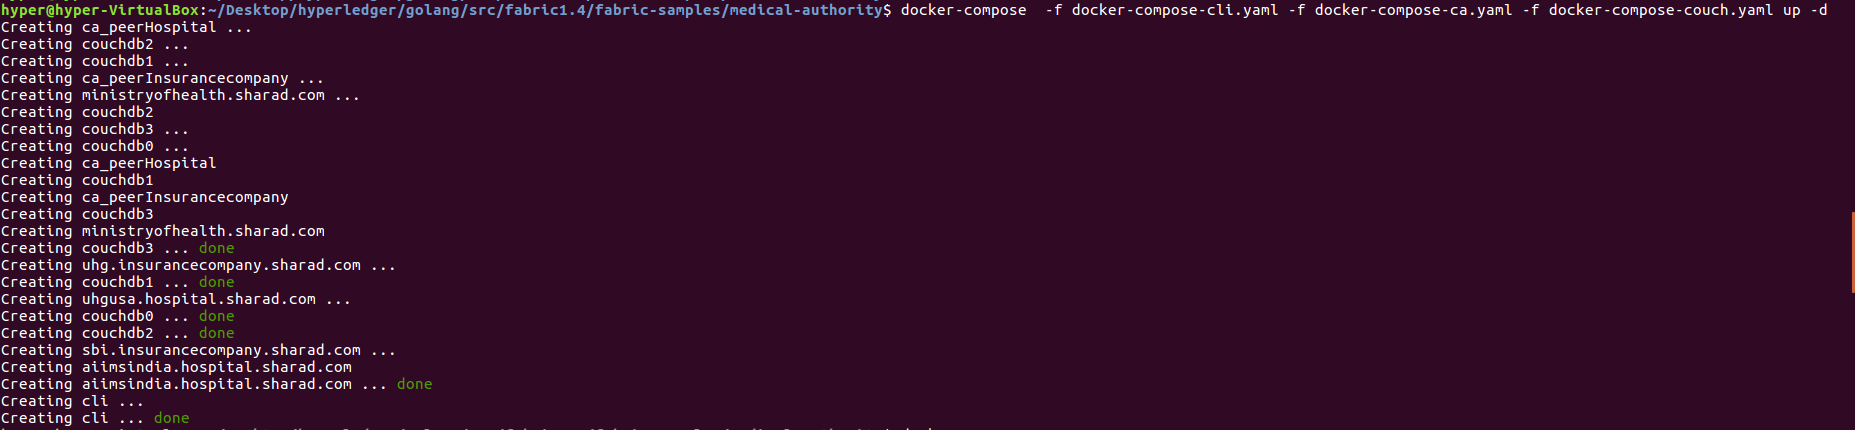 hyper@hyper-VirtualBox:~/Desktop/hyperledger/golang/src/fabric1.4/fabric-samples/medical-authority$ docker-compose  -f docker-compose-cli.yaml -f docker-compose-ca.yaml -f docker-compose-couch.yaml up -d
Creating ca_peerHospital ...
Creating couchdb2 ...
Creating couchdb1 ...
Creating ca_peerInsurancecompany ...
Creating ministryofhealth.sharad.com ...
Creating couchdb2
Creating couchdb3 ...
Creating couchdb0 ...
Creating ca_peerHospital
Creating couchdb1
Creating ca_peerInsurancecompany
Creating couchdb3
Creating ministryofhealth.sharad.com
Creating couchdb3 ... done
Creating uhg.insurancecompany.sharad.com ...
Creating couchdb1 ... done
Creating uhgusa.hospital.sharad.com ...
Creating couchdb0 ... done
Creating couchdb2 ... done
Creating sbi.insurancecompany.sharad.com ...
Creating aiimsindia.hospital.sharad.com
Creating aiimsindia.hospital.sharad.com ... done
Creating cli ...
Creating cli ... done